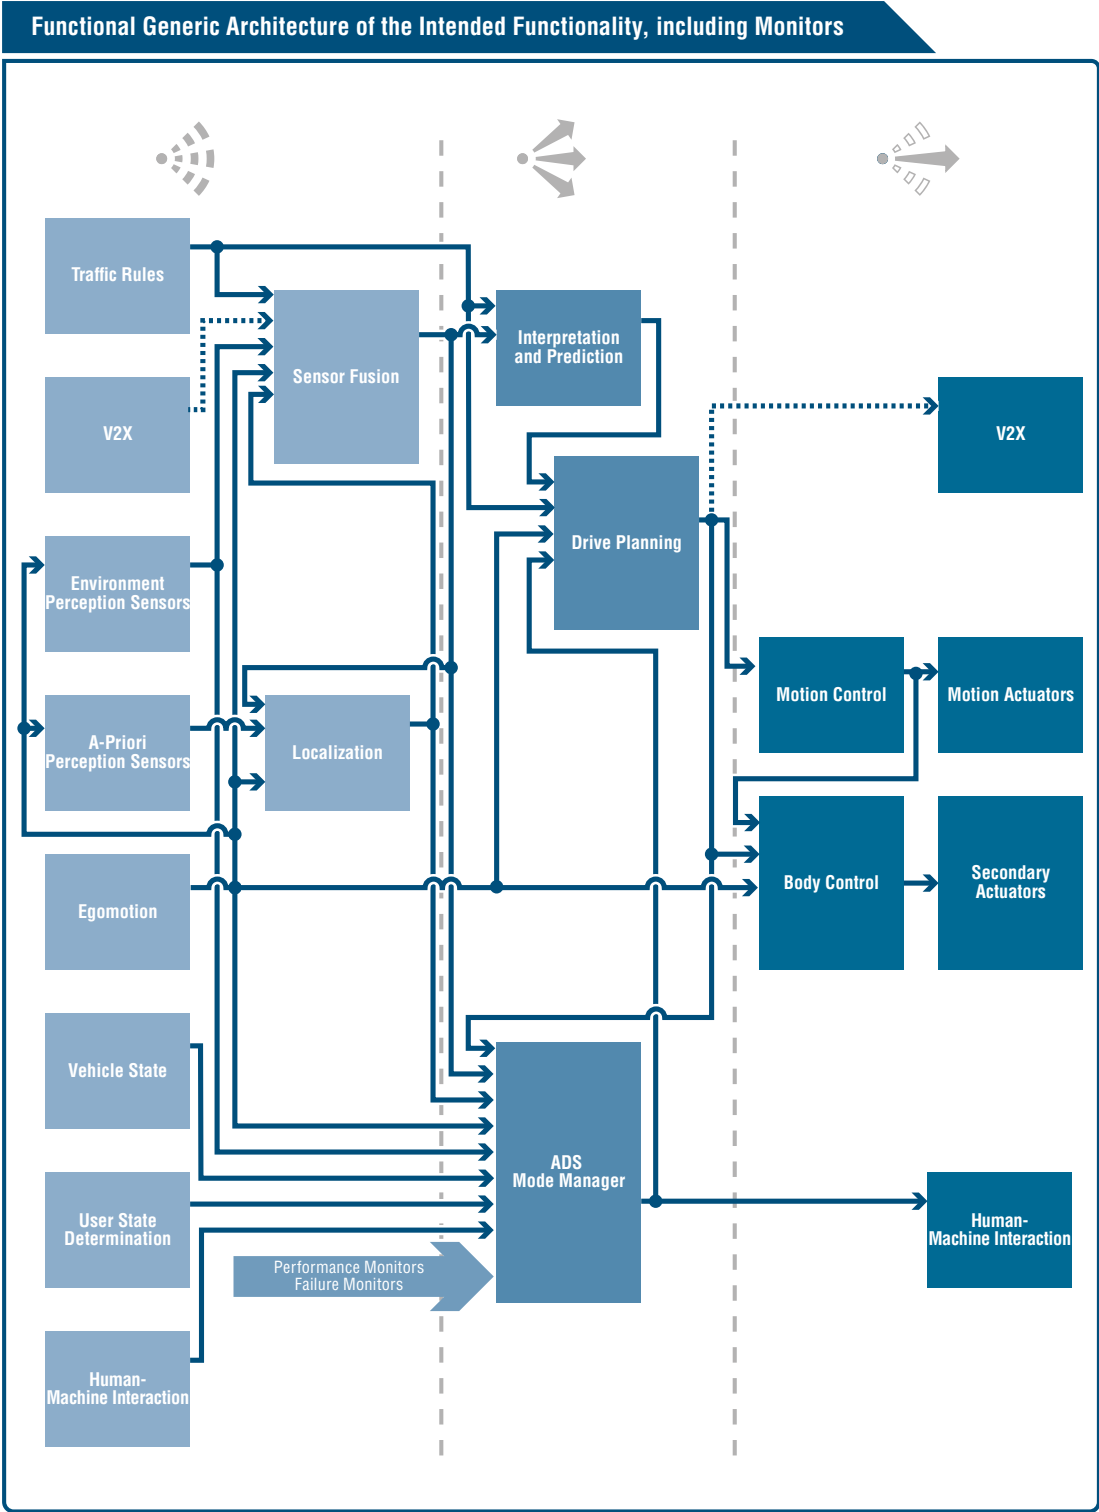 Functional Generic Architecture of the Intended Functionality, including Monitors
Traffic Rules
V2X
Environment
Perception Sensors
A-Priori
Perception Sensors
Egomotion
Vehicle State
User State
Determination
Human-
Machine Interaction
Sensor Fusion
Localization
Interpretation
and Prediction
Drive Planning
ADS
Mode Manager
Performance Monitors
Failure Monitors
V2X
Motion Control
Motion Actuators
Body Control
Secondary
Actuators
Human-
Machine Interaction